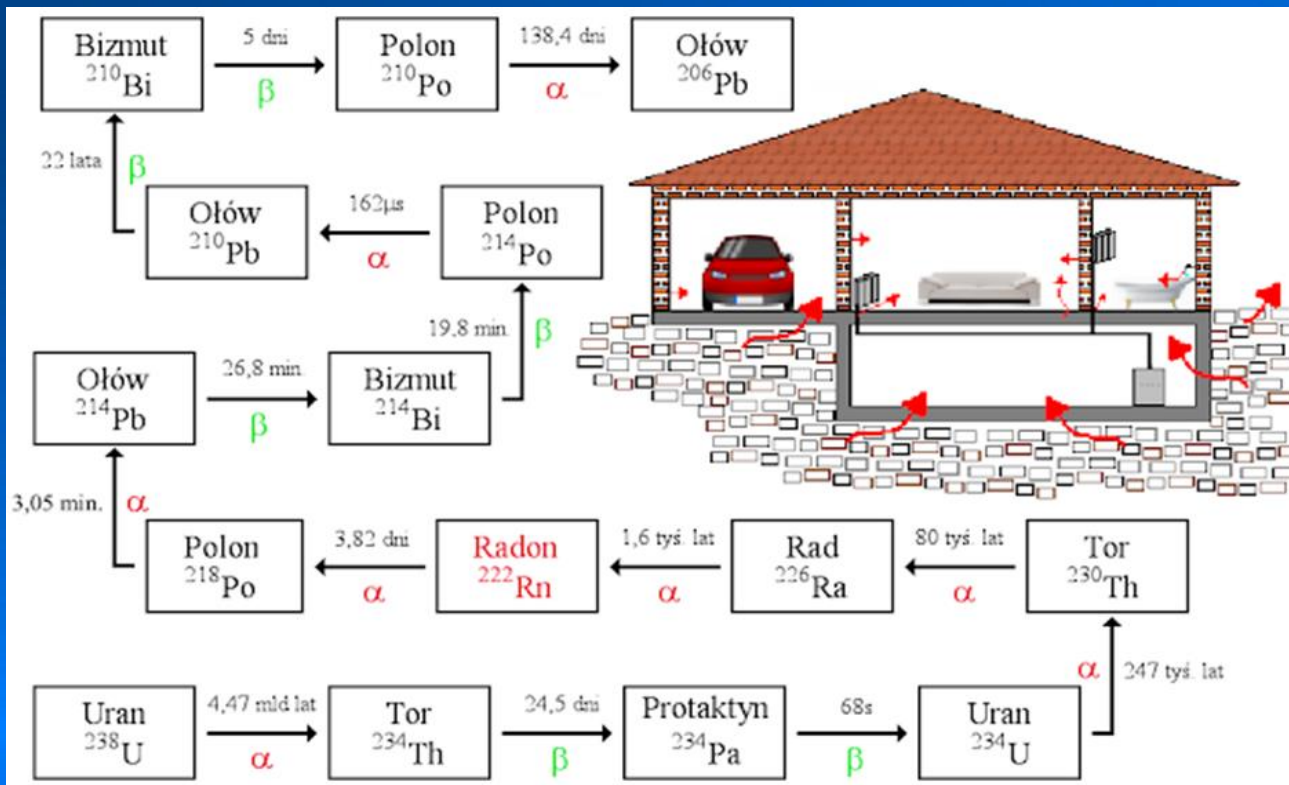 Bizmut
²¹⁰Bi
5 dni
β
Polon
²¹⁰Po
138,4 dni
α
Ołów
²⁰⁶Pb
22 lata
β
Ołów
²¹⁰Pb
162μs
α
Polon
²¹⁴Po
19,8 min.
β
Ołów
²¹⁴Pb
26,8 min
β
Bizmut
²¹⁴Bi
3,05 min.
α
Polon
²¹⁸Po
3,82 dni
α
Radon
²²²Rn
1,6 tyś. lat
α
Rad
²²⁶Ra
80 tyś. lat
α
Tor
²³⁰Th
α
247 tyś. lat
Uran
²³⁸U
4,47 mld lat
α
Tor
²³⁴Th
24,5 dni
β
Protaktyn
²³⁴Pa
68s
β
Uran
²³⁴U